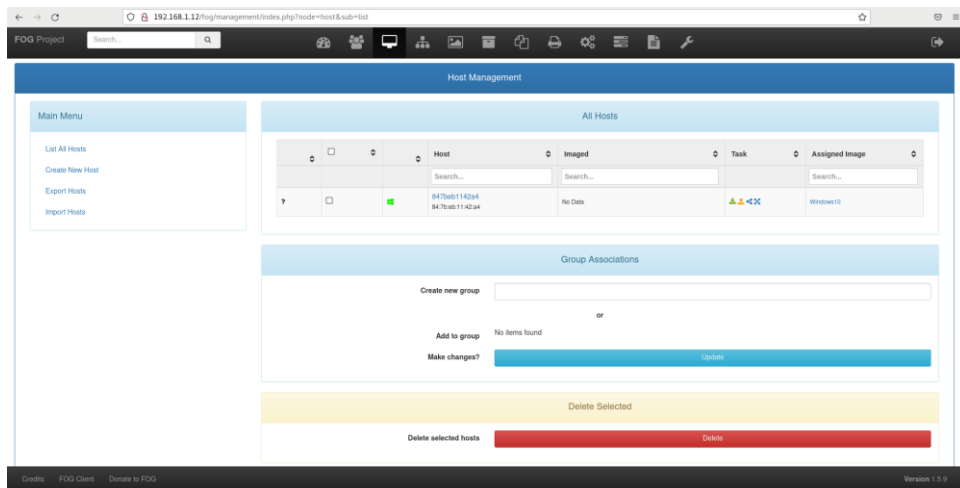 192.168.1.12/fog/management/index.php?node=host&sub=list
FOG Project
Search...
Host Management
Main Menu
List All Hosts
Create New Host
Export Hosts
Import Hosts
All Hosts
Host Imaged Task Assigned Image
Search... Search... Search...
? 847beb1142a4 No Data Windows10
84:7b:eb:11:42:a4
Group Associations
Create new group
or
Add to group No items found
Make changes? Update
Delete Selected
Delete selected hosts Delete
Credits FOG Client Donate to FOG Version 1.5.9